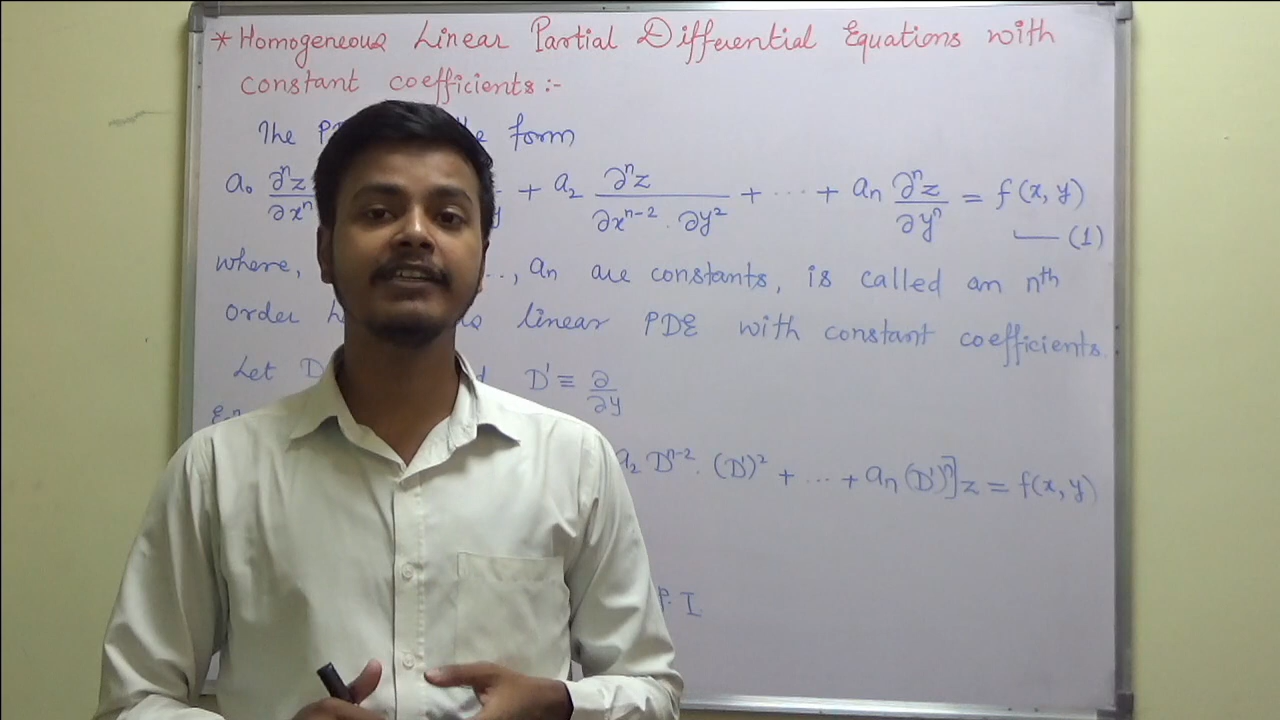 * Homogeneous Linear Partial Differential Equations with
constant coefficients :-
The form
a₀ ∂ⁿz/∂xⁿ + a₂ ∂ⁿz/∂xⁿ⁻².∂y² + ... + aₙ ∂ⁿz/∂yⁿ = f(x, y)
— (1)
where, ..., aₙ are constants, is called an nth
order linear PDE with constant coefficients.
Let D D' ≡ ∂/∂y
a₂ Dⁿ⁻².(D')² + ... + aₙ(D')ⁿ]z = f(x, y)
P.I